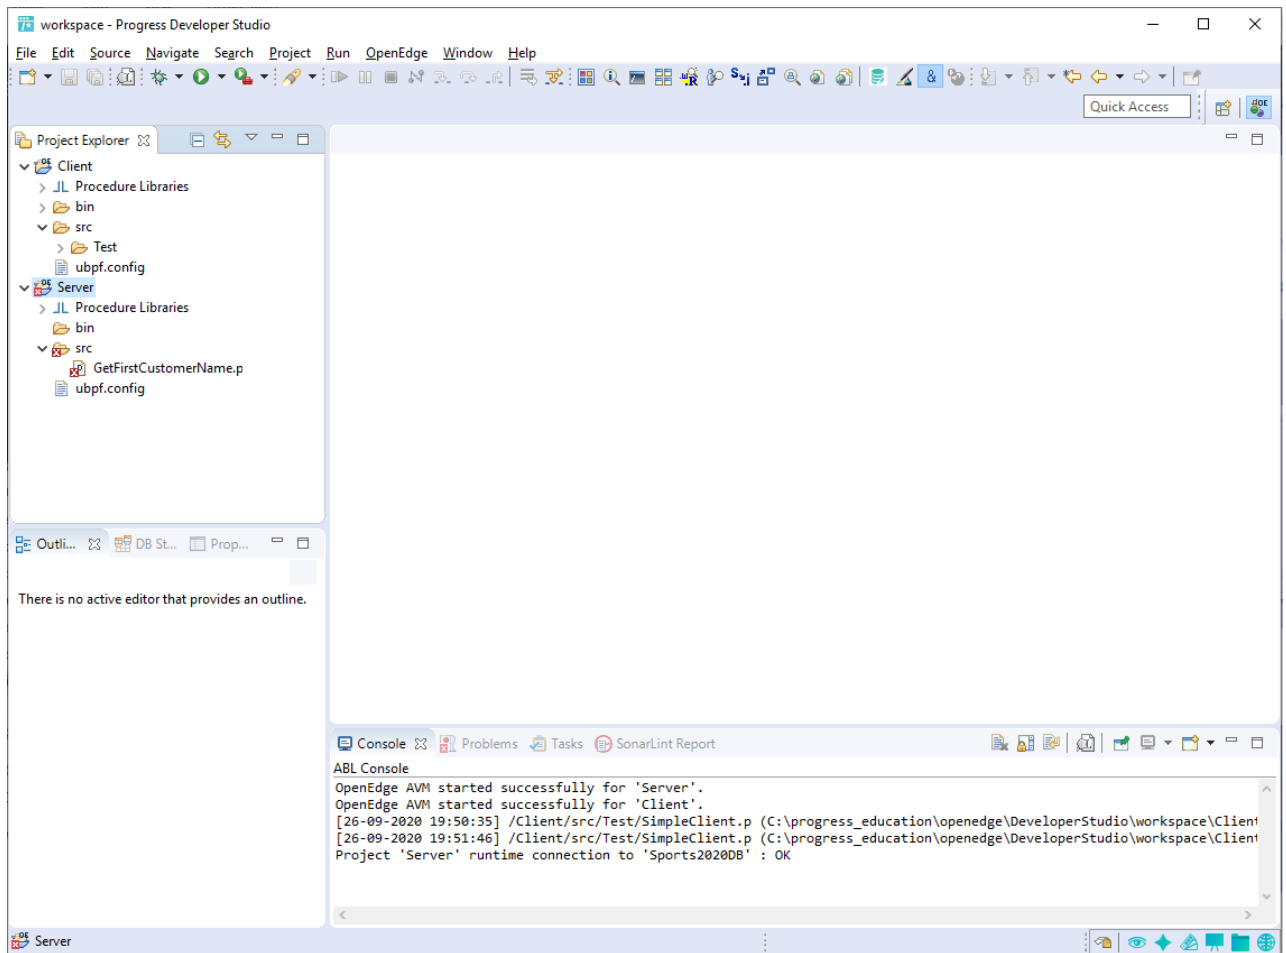 workspace - Progress Developer Studio
File Edit Source Navigate Search Project Run OpenEdge Window Help
Quick Access
Project Explorer
Client
Procedure Libraries
bin
src
Test
ubpf.config
Server
Procedure Libraries
bin
src
GetFirstCustomerName.p
ubpf.config
Outli... DB St... Prop...
There is no active editor that provides an outline.
Console Problems Tasks SonarLint Report
ABL Console
OpenEdge AVM started successfully for 'Server'.
OpenEdge AVM started successfully for 'Client'.
[26-09-2020 19:50:35] /Client/src/Test/SimpleClient.p (C:\progress_education\openedge\DeveloperStudio\workspace\Client
[26-09-2020 19:51:46] /Client/src/Test/SimpleClient.p (C:\progress_education\openedge\DeveloperStudio\workspace\Client
Project 'Server' runtime connection to 'Sports2020DB' : OK
Server